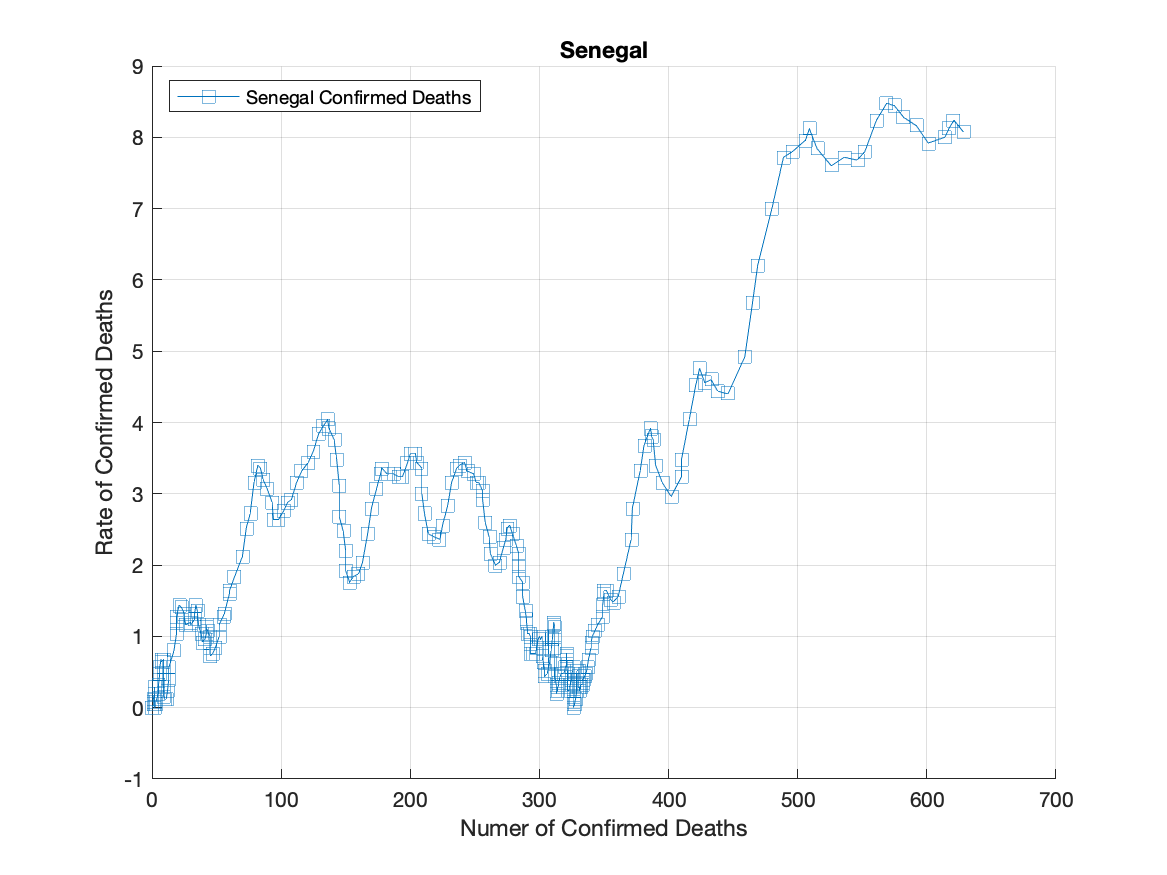 Senegal
Senegal Confirmed Deaths
9
8
7
6
5
4
3
2
1
0
-1
Rate of Confirmed Deaths
0 100 200 300 400 500 600 700
Numer of Confirmed Deaths